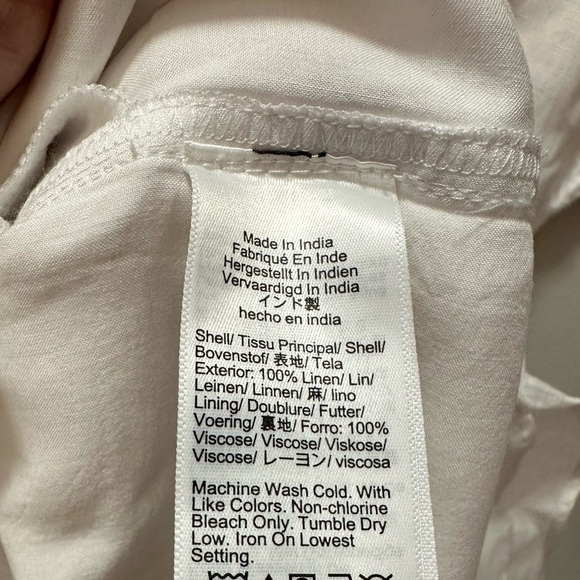 Made In India
Fabriqué En Inde
Hergestellt In Indien
Vervaardigd In India
インド製
hecho en india
Shell/ Tissu Principal/ Shell/
Bovenstof/ 表地/ Tela
Exterior: 100% Linen/ Lin/
Leinen/ Linnen/ 麻/ lino
Lining/ Doublure/ Futter/
Voering/ 裏地/ Forro: 100%
Viscose/ Viscose/ Viskose/
Viscose/ レーヨン/ viscosa
Machine Wash Cold. With
Like Colors. Non-chlorine
Bleach Only. Tumble Dry
Low. Iron On Lowest
Setting.